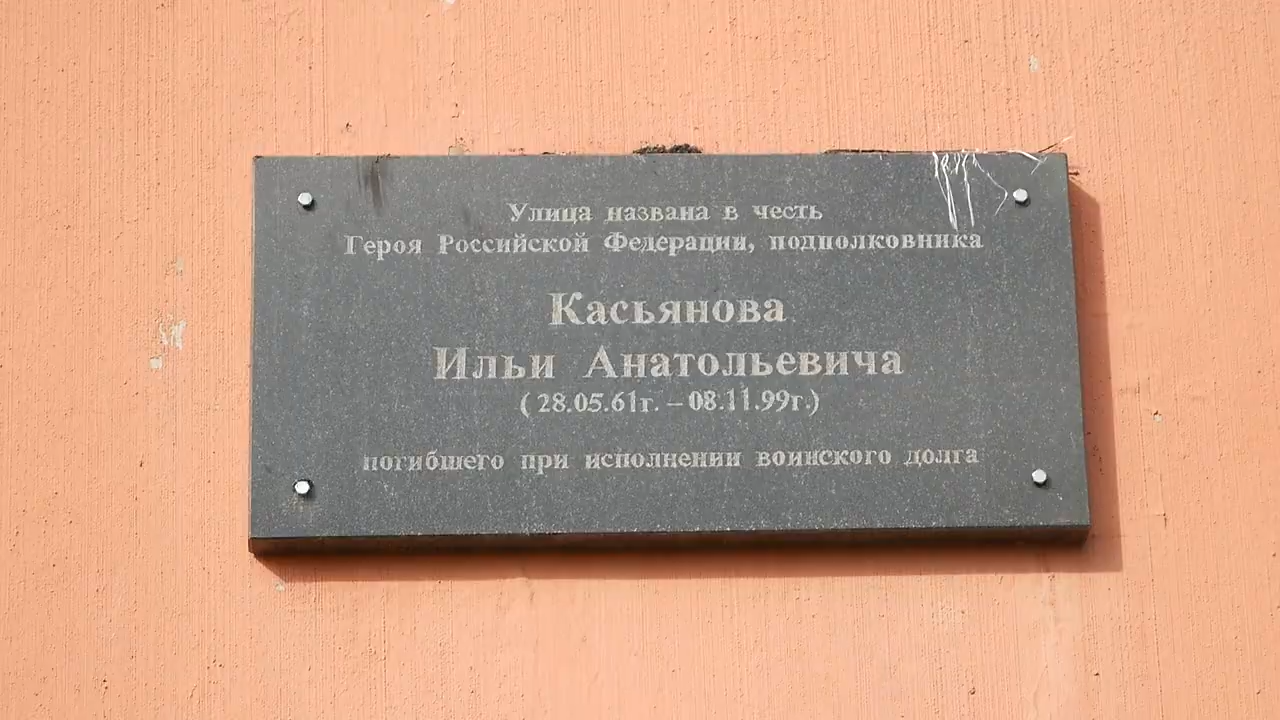 Улица названа в честь
Героя Российской Федерации, подполковника
Касьянова
Ильи Анатольевича
( 28.05.61г. – 08.11.99г.)
погибшего при исполнении воинского долга